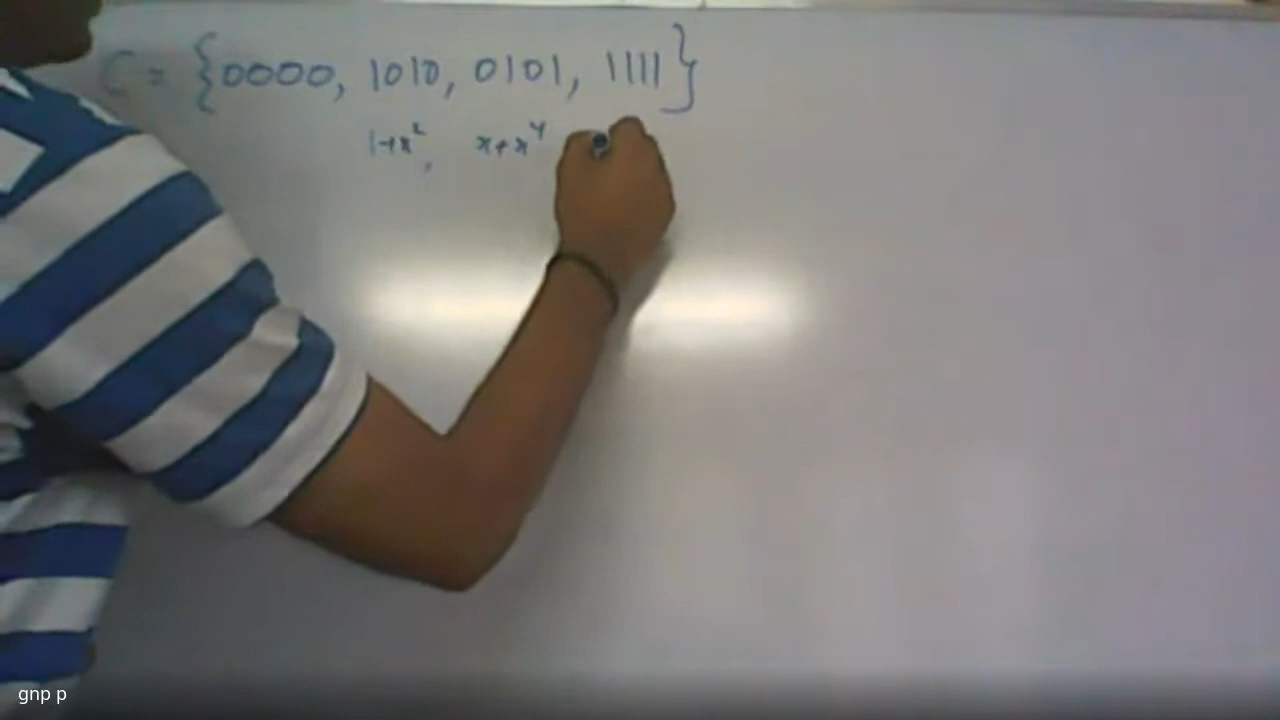 C = {0000, 1010, 0101, 1111}
1+x², x+x⁴
gnp p